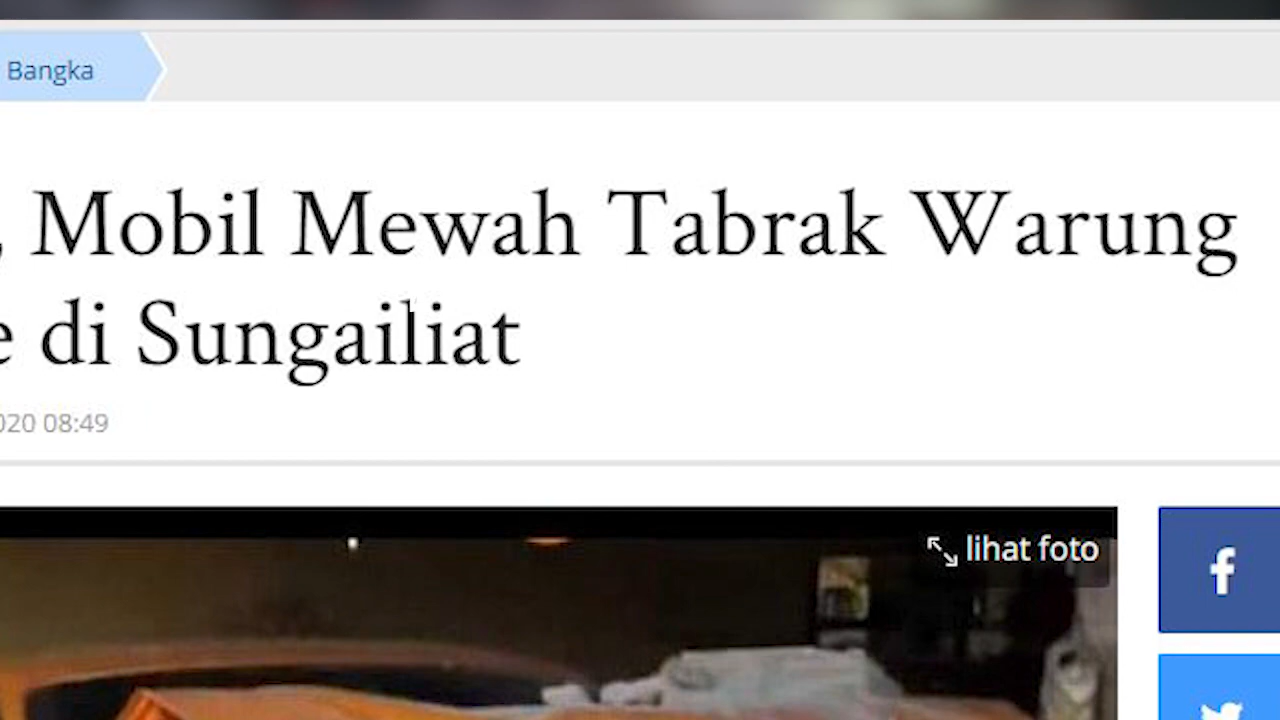 Bangka
, Mobil Mewah Tabrak Warung
e di Sungailiat
020 08:49
lihat foto